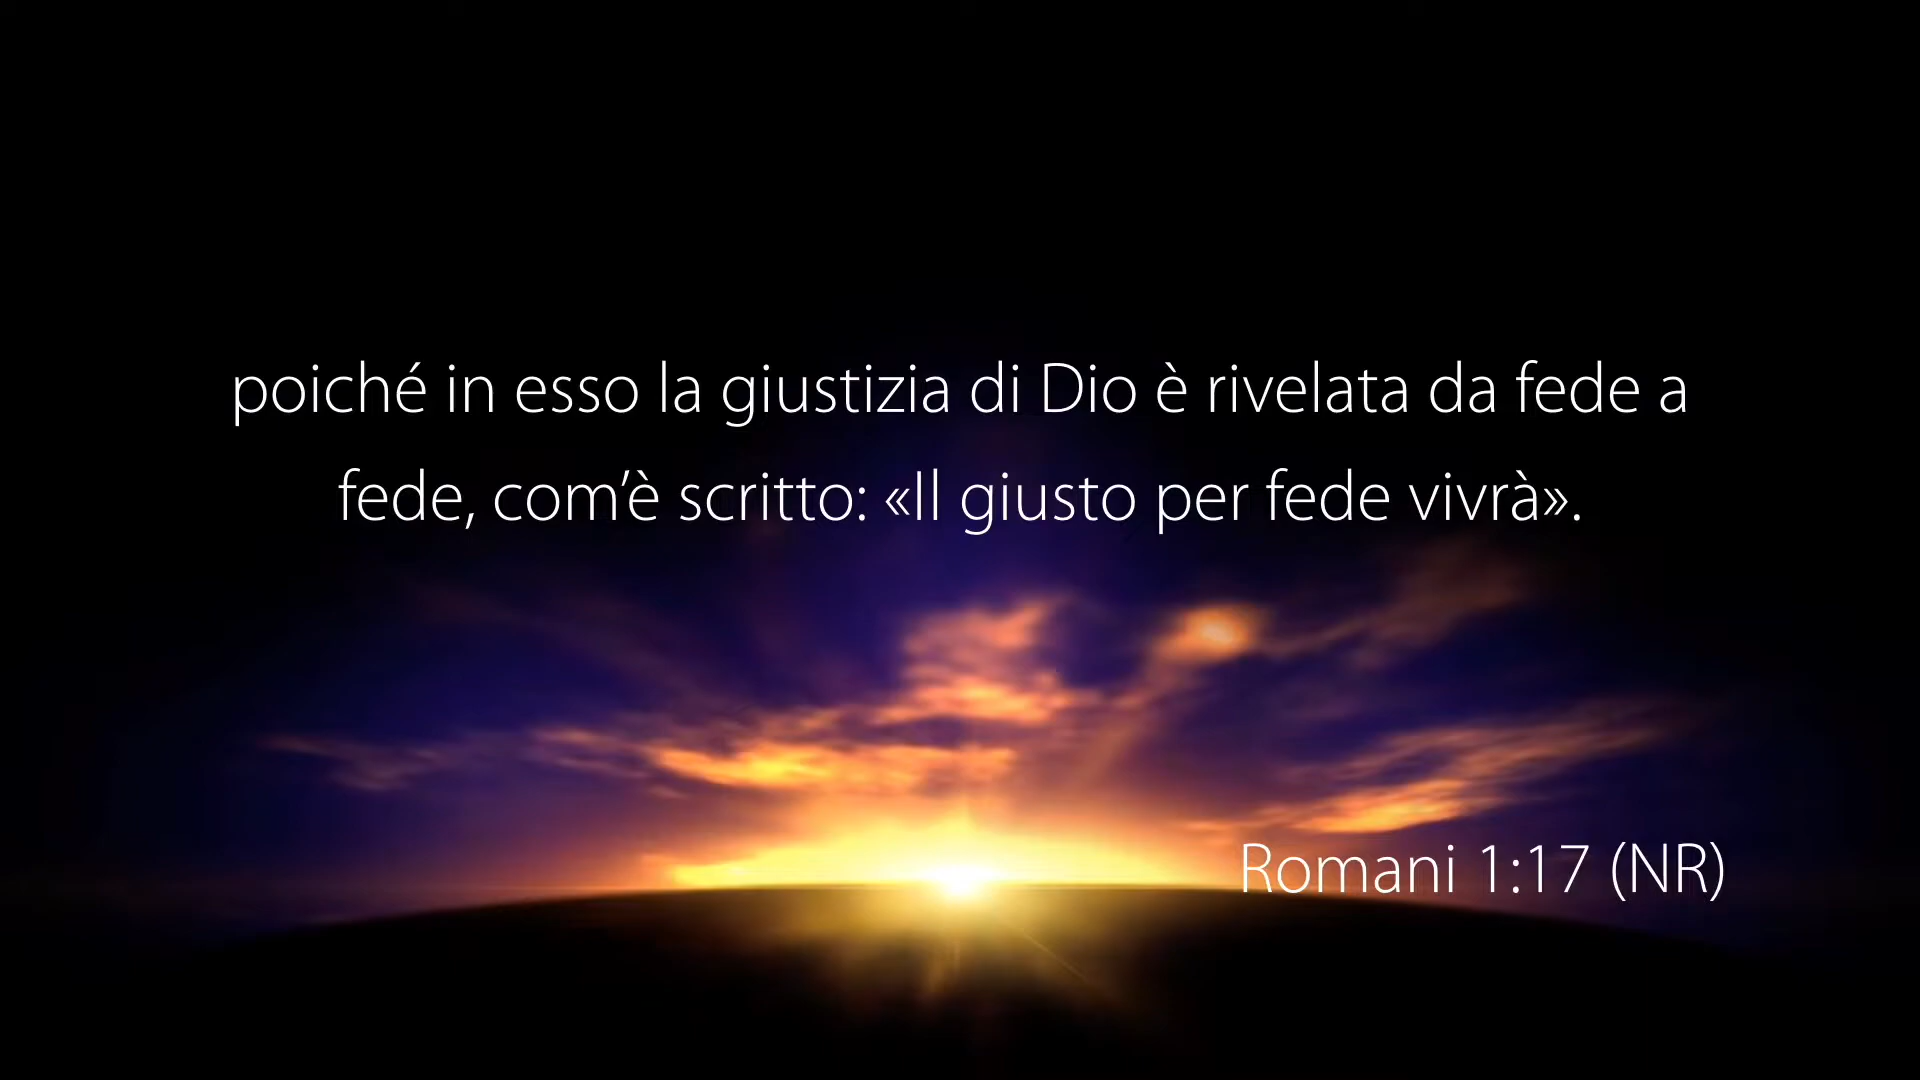 poiché in esso la giustizia di Dio è rivelata da fede a
fede, com’è scritto: «Il giusto per fede vivrà».
Romani 1:17 (NR)